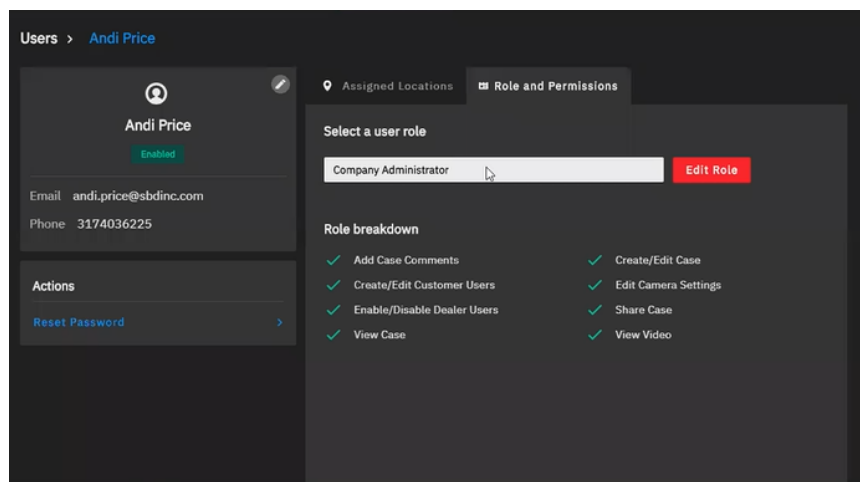 Users > Andi Price
Andi Price
Enabled
Email andi.price@sbdinc.com
Phone 3174036225
Actions
Reset Password >
Assigned Locations
Role and Permissions
Select a user role
Company Administrator
Edit Role
Role breakdown
Add Case Comments
Create/Edit Case
Create/Edit Customer Users
Edit Camera Settings
Enable/Disable Dealer Users
Share Case
View Case
View Video